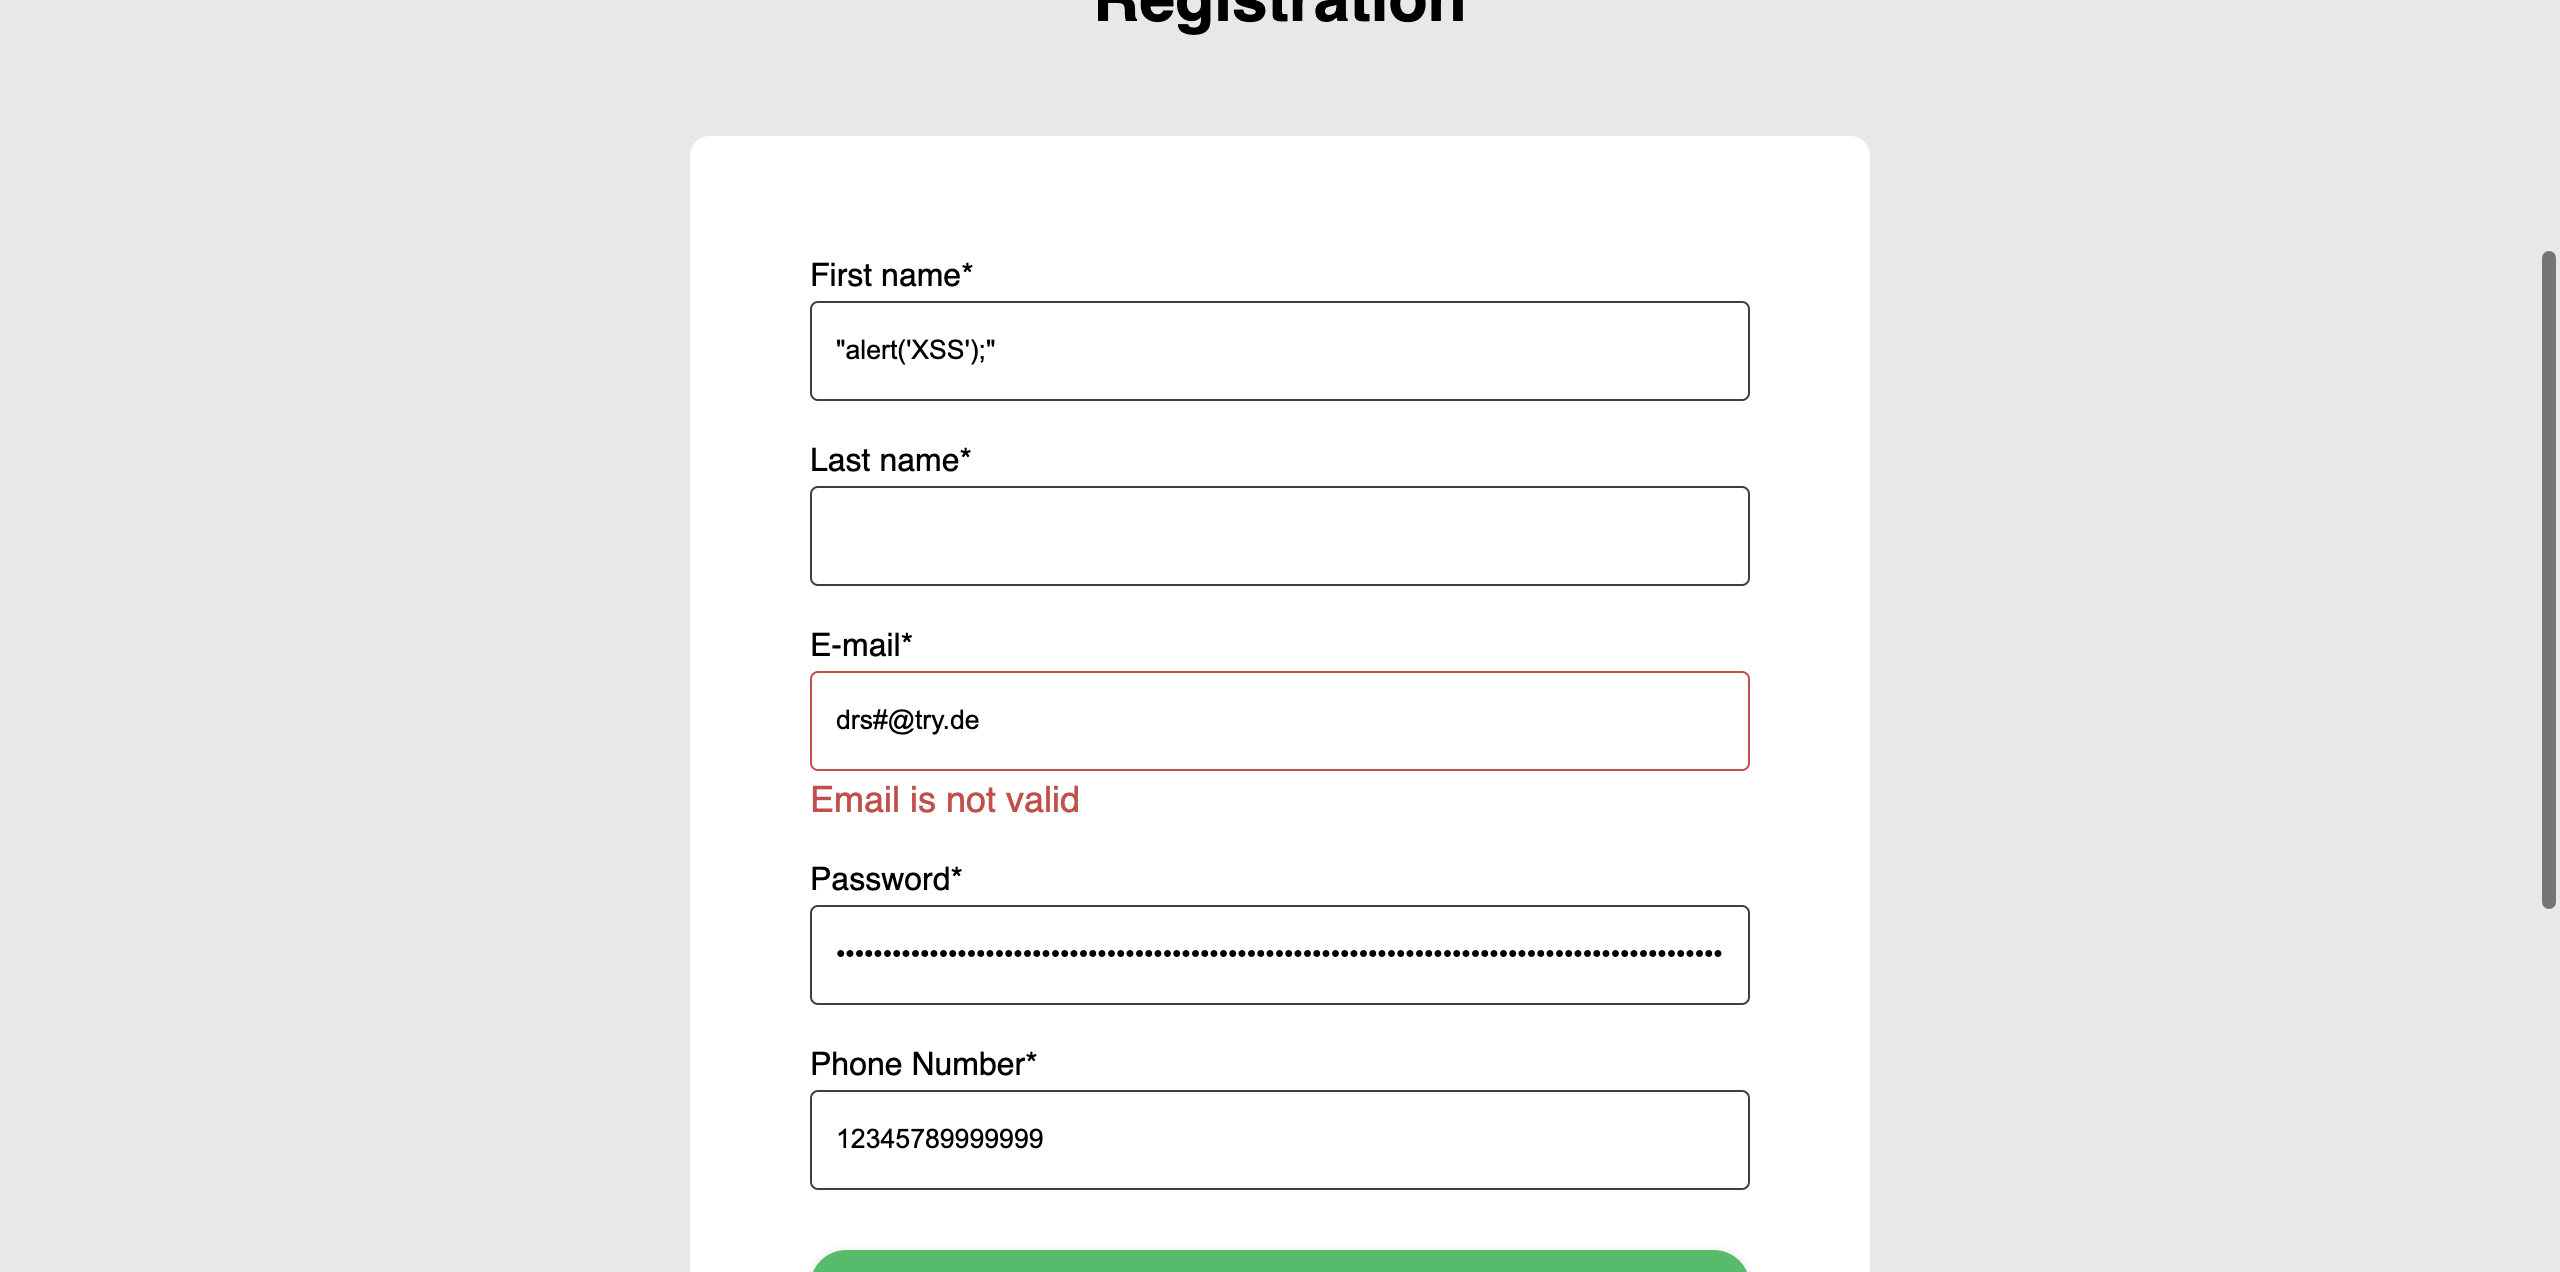 Registration
First name*
"alert('XSS');"
Last name*
E-mail*
drs#@try.de
Email is not valid
Password*
Phone Number*
12345789999999